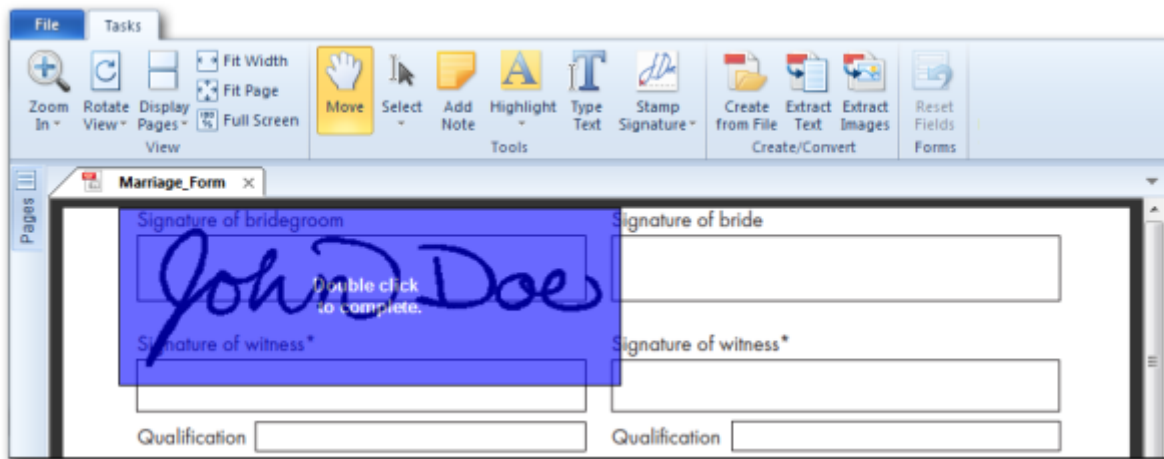 File Tasks
Fit Width
Fit Page
Full Screen
Zoom In Rotate View Display Pages Move Select Add Note Highlight Type Text Stamp Signature Create from File Extract Text Extract Images Reset Fields
View Tools Create/Convert Forms
Pages
Marriage_Form
Signature of bridegroom Signature of bride
John Doe
Double click
to complete.
Signature of witness* Signature of witness*
Qualification Qualification